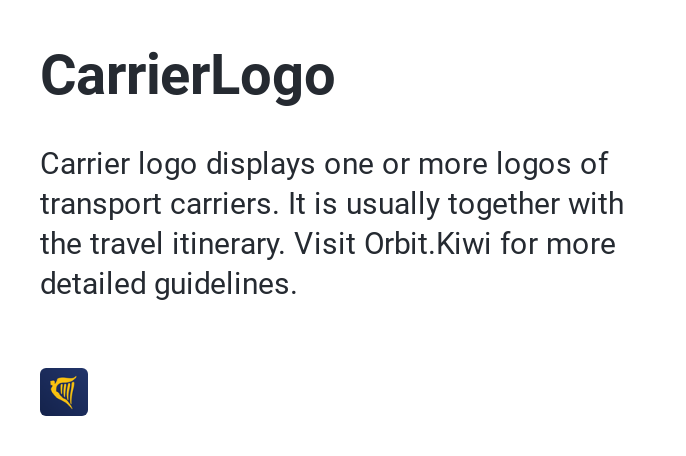 CarrierLogo
Carrier logo displays one or more logos of
transport carriers. It is usually together with
the travel itinerary. Visit Orbit.Kiwi for more
detailed guidelines.